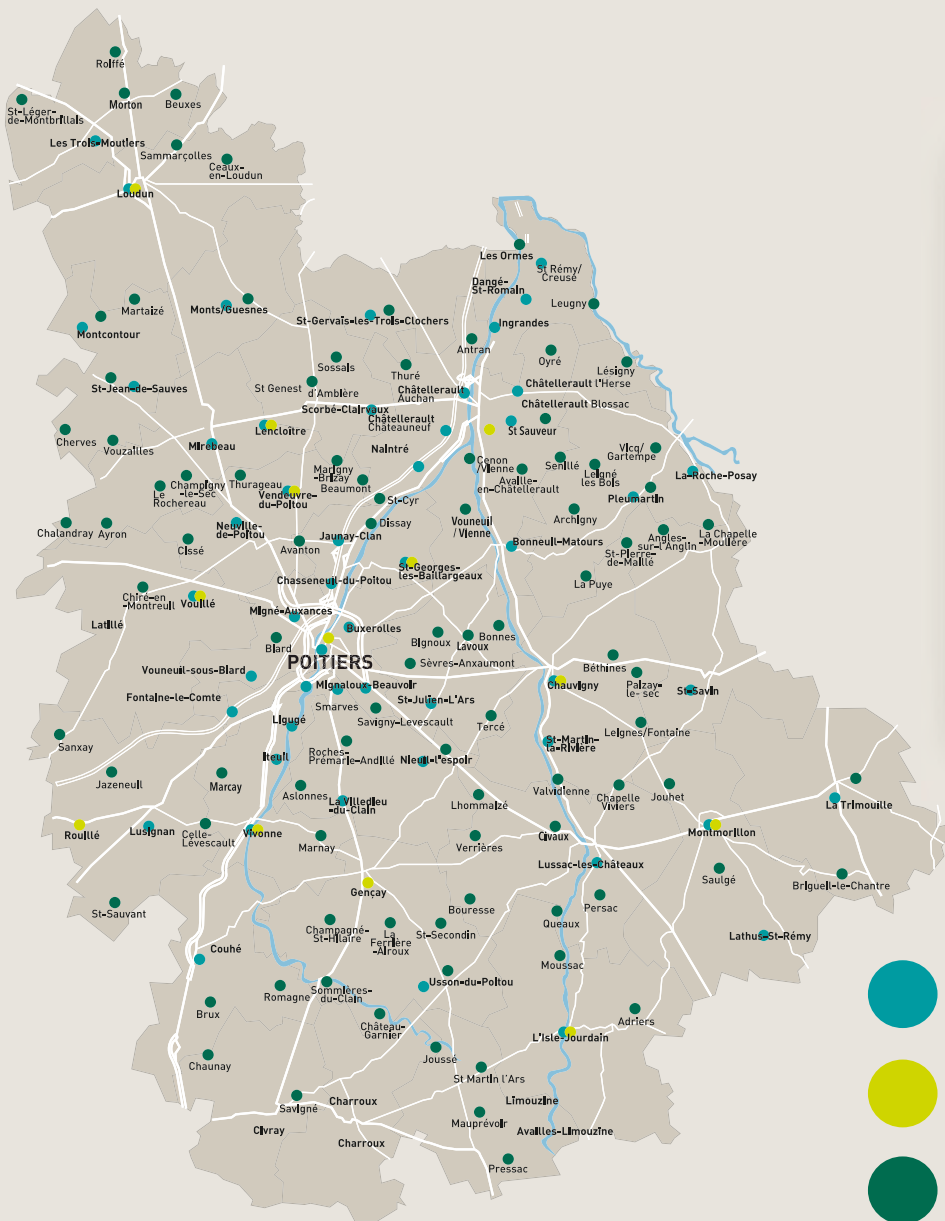 Roiffé
Morton
Beuxes
St-Léger-
de-Montbrillais
Les Trois-Moutiers
Sammarçolles
Ceaux-
en-Loudun
Loudun
Les Ormes
St Rémy/
Creuse
Dangé-
St-Romain
Leugny
Martaizé
Monts/Guesnes
Montcontour
St-Gervais-les-Trois-Clochers
Ingrandes
Antran
Oyré
Lésigny
Sossais
Thuré
St-Jean-de-Sauves
St Genest
d'Ambière
Châtellerault
Auchan
Châtellerault l'Herse
Scorbé-Clairvaux
Châtellerault
Châteauneuf
Châtellerault Blossac
Lencloître
St Sauveur
Cherves
Vouzailles
Mirebeau
Naintré
Vicq/
Gartempe
Cenon
/Vienne
Senillé
Leigné
les Bois
La-Roche-Posay
Marigny
-Brizay
Beaumont
Availle-
en-Châtellerault
Pleumartin
Le
Rochereau
Champigny
-le-Sec
Thurageau
Vendeuvre-
du-Poitou
St-Cyr
Archigny
Chalandray
Ayron
Neuville-
de-Poitou
Dissay
Vouneuil
/Vienne
La Chapelle
-Moulière
Angles-
sur-l'Anglin
Cissé
Avanton
Jaunay-Clan
Bonneuil-Matours
St-Pierre-
de-Maillé
St-Georges-
les-Baillargeaux
Chasseneuil-du-Poitou
La Puye
Chiré-en
-Montreuil
Vouillé
Migné-Auxances
Latillé
Buxerolles
Biard
Bignoux
Lavoux
Bonnes
POITIERS
Sèvres-Anxaumont
Béthines
Vouneuil-sous-Biard
Mignaloux-Beauvoir
Chauvigny
Paizay-
le- sec
St-Savin
Fontaine-le-Comte
Smarves
St-Julien-L'Ars
Savigny-Levescault
Ligugé
Tercé
Leignes/Fontaine
Sanxay
Iteuil
Roches-
Prémarie-Andillé
Nieuil-l'espoir
St-Martin-
la-Rivière
Jazeneuil
Marcay
Aslonnes
La Villedieu
-du-Clain
Lhommaizé
Valvidienne
Chapelle
Viviers
Jouhet
La Trimouille
Rouillé
Lusignan
Celle-
Lévescault
Vivonne
Marnay
Verrières
Civaux
Montmorillon
Lussac-les-Châteaux
Saulgé
Brigueil-le-Chantre
Gençay
St-Sauvant
Bouresse
Persac
Champagné-
St-Hilaire
La
Ferrière
-Airoux
St-Secondin
Queaux
Lathus-St-Rémy
Couhé
Moussac
Romagne
Sommières-
du-Clain
Usson-du-Poitou
Brux
Château-
Garnier
Adriers
L'Isle-Jourdain
Chaunay
Joussé
St Martin l'Ars
Savigné
Charroux
Limouzine
Civray
Mauprévoir
Charroux
Availles-Limouzine
Pressac